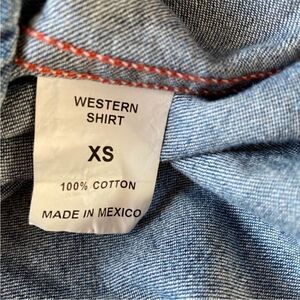 WESTERN
SHIRT
XS
100% COTTON
MADE IN MEXICO